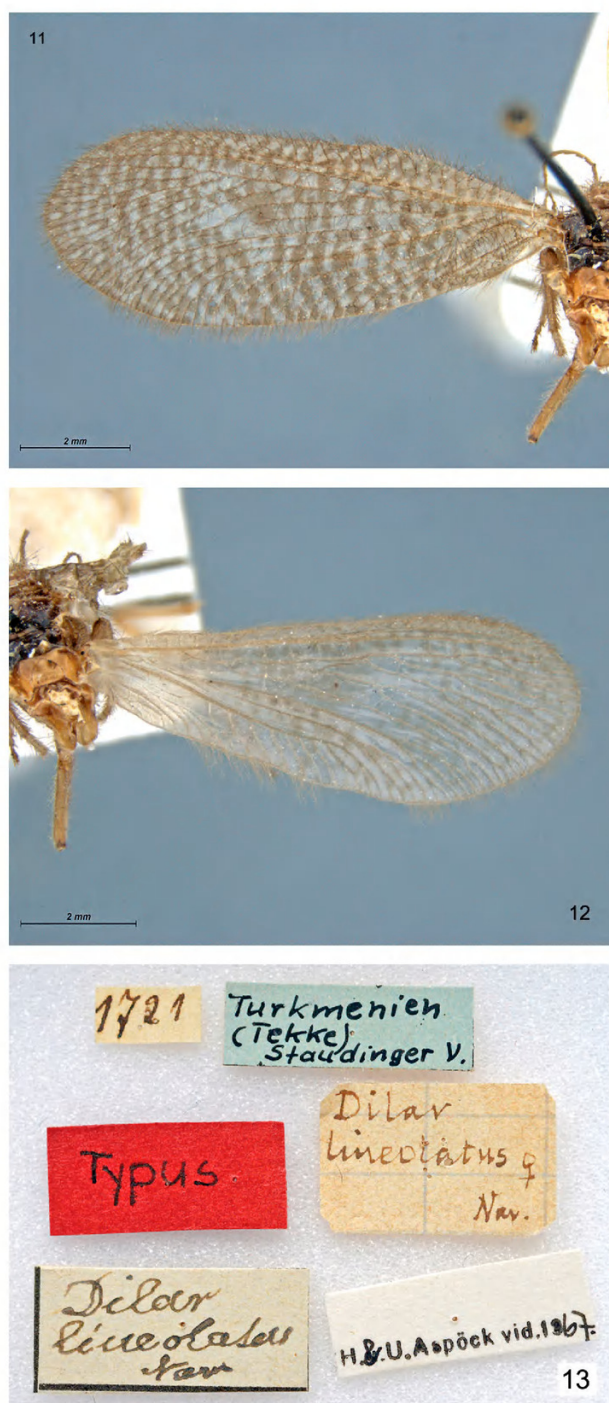 11
2 mm
2 mm
12
1721
Turkmenien
(Tekke)
Staudinger V.
Typus.
Dilar
lineolatus ♀
Nav.
Dilar
lineolatus
Nav.
H.&U.Aspöck vid.1967.
13